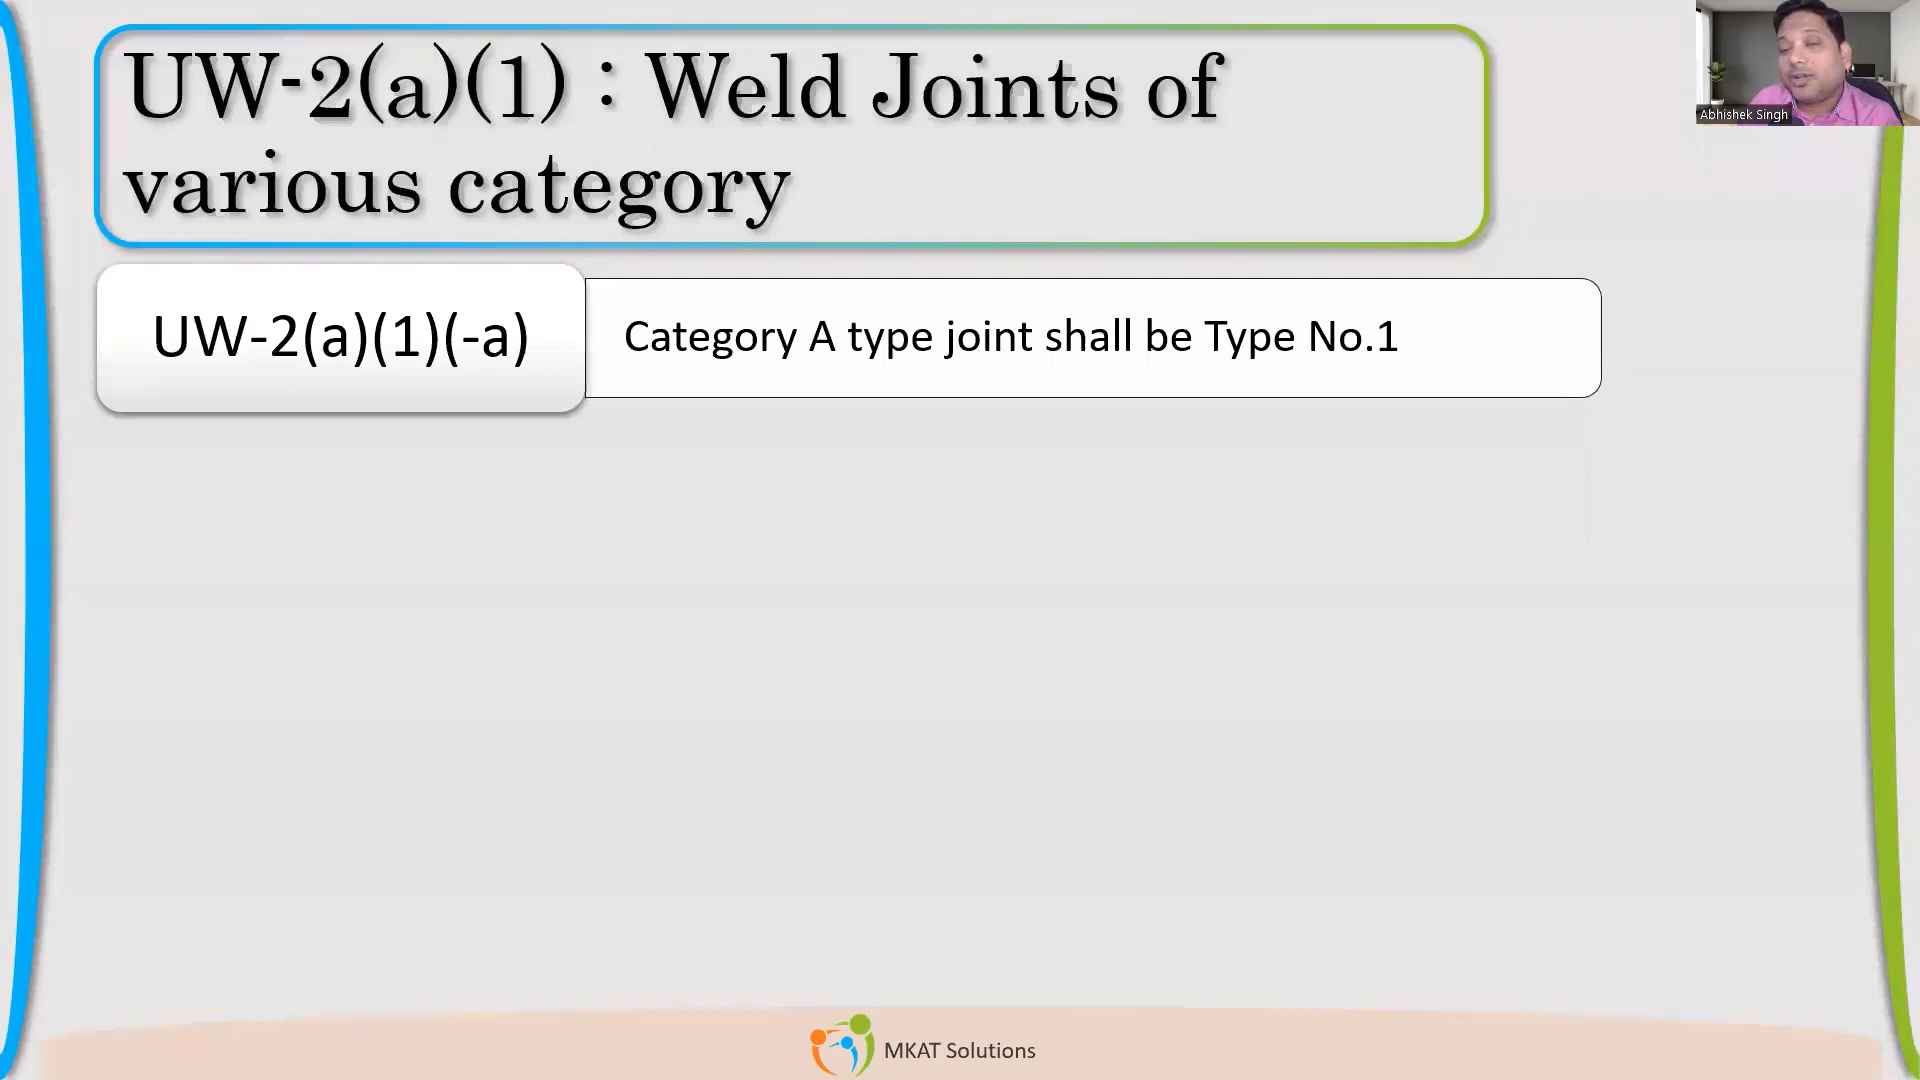 UW-2(a)(1) : Weld Joints of
various category
Abhishek Singh
UW-2(a)(1)(-a)
Category A type joint shall be Type No.1
MKAT Solutions